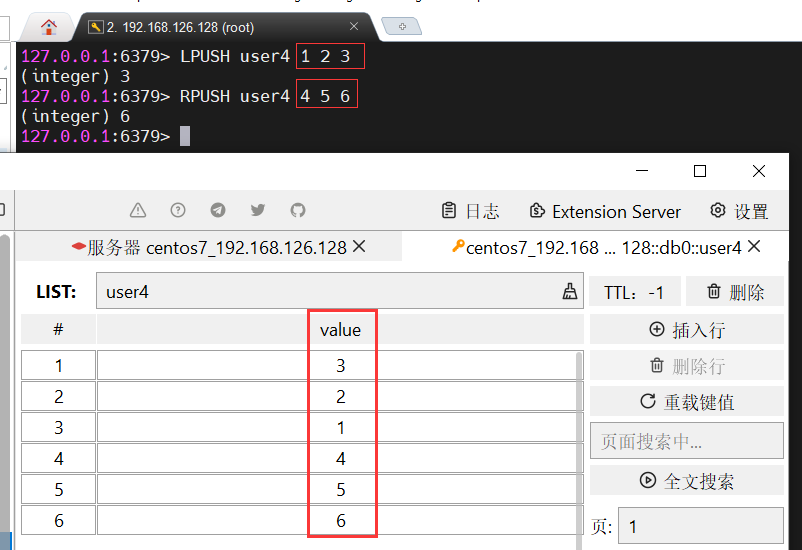 2. 192.168.126.128 (root)
127.0.0.1:6379> LPUSH user4 1 2 3
(integer) 3
127.0.0.1:6379> RPUSH user4 4 5 6
(integer) 6
127.0.0.1:6379>
日志 Extension Server 设置
服务器 centos7_192.168.126.128
centos7_192.168 ... 128::db0::user4
LIST: user4 TTL: -1 删除
# value 插入行
1 3 删除行
2 2 重载键值
3 1
页面搜索中...
4 4
5 5 全文搜索
6 6 页: 1